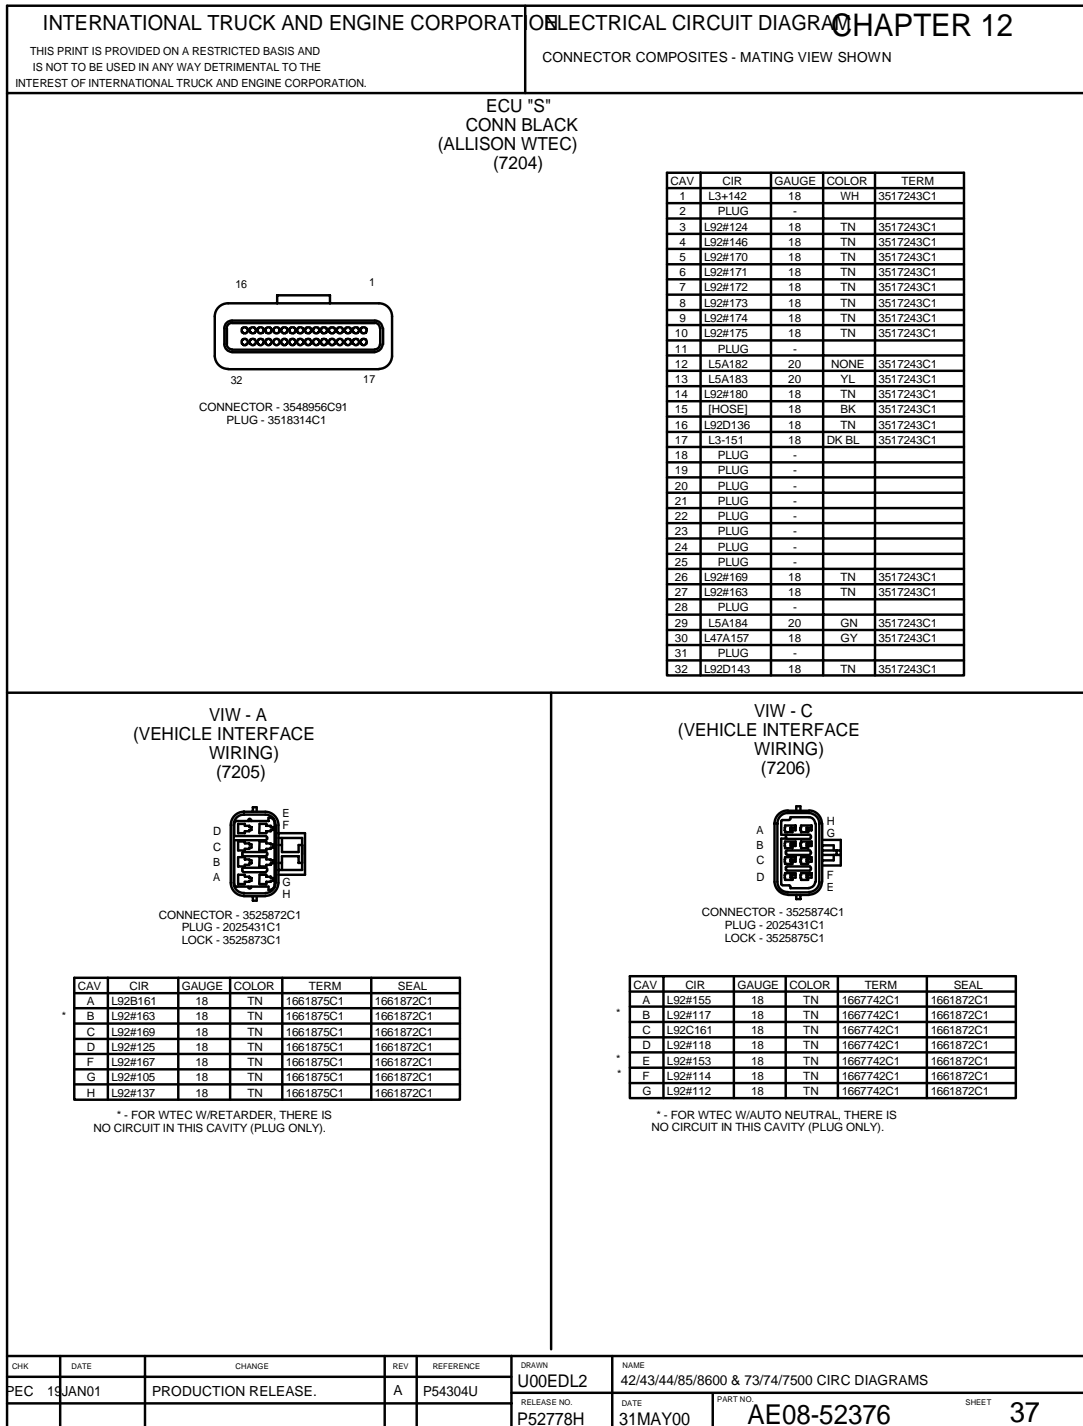 INTERNATIONAL TRUCK AND ENGINE CORPORATION
THIS PRINT IS PROVIDED ON A RESTRICTED BASIS AND
IS NOT TO BE USED IN ANY WAY DETRIMENTAL TO THE
INTEREST OF INTERNATIONAL TRUCK AND ENGINE CORPORATION.
ELECTRICAL CIRCUIT DIAGRAM
CHAPTER 12
CONNECTOR COMPOSITES - MATING VIEW SHOWN
ECU "S"
CONN BLACK
(ALLISON WTEC)
(7204)
16 1
32 17
CONNECTOR - 3548956C91
PLUG - 3518314C1
CAV CIR GAUGE COLOR TERM
1 L3+142 18 WH 3517243C1
2 PLUG -
3 L92#124 18 TN 3517243C1
4 L92#146 18 TN 3517243C1
5 L92#170 18 TN 3517243C1
6 L92#171 18 TN 3517243C1
7 L92#172 18 TN 3517243C1
8 L92#173 18 TN 3517243C1
9 L92#174 18 TN 3517243C1
10 L92#175 18 TN 3517243C1
11 PLUG -
12 L5A182 20 NONE 3517243C1
13 L5A183 20 YL 3517243C1
14 L92#180 18 TN 3517243C1
15 [HOSE] 18 BK 3517243C1
16 L92D136 18 TN 3517243C1
17 L3-151 18 DK BL 3517243C1
18 PLUG -
19 PLUG -
20 PLUG -
21 PLUG -
22 PLUG -
23 PLUG -
24 PLUG -
25 PLUG -
26 L92#169 18 TN 3517243C1
27 L92#163 18 TN 3517243C1
28 PLUG -
29 L5A184 20 GN 3517243C1
30 L47A157 18 GY 3517243C1
31 PLUG -
32 L92D143 18 TN 3517243C1
VIW - A
(VEHICLE INTERFACE
WIRING)
(7205)
E
D F
C
B
A G
H
CONNECTOR - 3525872C1
PLUG - 2025431C1
LOCK - 3525873C1
CAV CIR GAUGE COLOR TERM SEAL
A L92B161 18 TN 1661875C1 1661872C1
* B L92#163 18 TN 1661875C1 1661872C1
C L92#169 18 TN 1661875C1 1661872C1
D L92#125 18 TN 1661875C1 1661872C1
F L92#167 18 TN 1661875C1 1661872C1
G L92#105 18 TN 1661875C1 1661872C1
H L92#137 18 TN 1661875C1 1661872C1
* - FOR WTEC W/RETARDER, THERE IS
NO CIRCUIT IN THIS CAVITY (PLUG ONLY).
VIW - C
(VEHICLE INTERFACE
WIRING)
(7206)
H
A G
B
C
D F
E
CONNECTOR - 3525874C1
PLUG - 2025431C1
LOCK - 3525875C1
CAV CIR GAUGE COLOR TERM SEAL
A L92#155 18 TN 1667742C1 1661872C1
* B L92#117 18 TN 1667742C1 1661872C1
C L92C161 18 TN 1667742C1 1661872C1
D L92#118 18 TN 1667742C1 1661872C1
* E L92#153 18 TN 1667742C1 1661872C1
* F L92#114 18 TN 1667742C1 1661872C1
G L92#112 18 TN 1667742C1 1661872C1
* - FOR WTEC W/AUTO NEUTRAL, THERE IS
NO CIRCUIT IN THIS CAVITY (PLUG ONLY).
CHK DATE CHANGE REV REFERENCE
PEC 19JAN01 PRODUCTION RELEASE. A P54304U
DRAWN
U00EDL2
NAME
42/43/44/85/8600 & 73/74/7500 CIRC DIAGRAMS
RELEASE NO.
P52778H
DATE
31MAY00
PART NO.
AE08-52376
SHEET 37